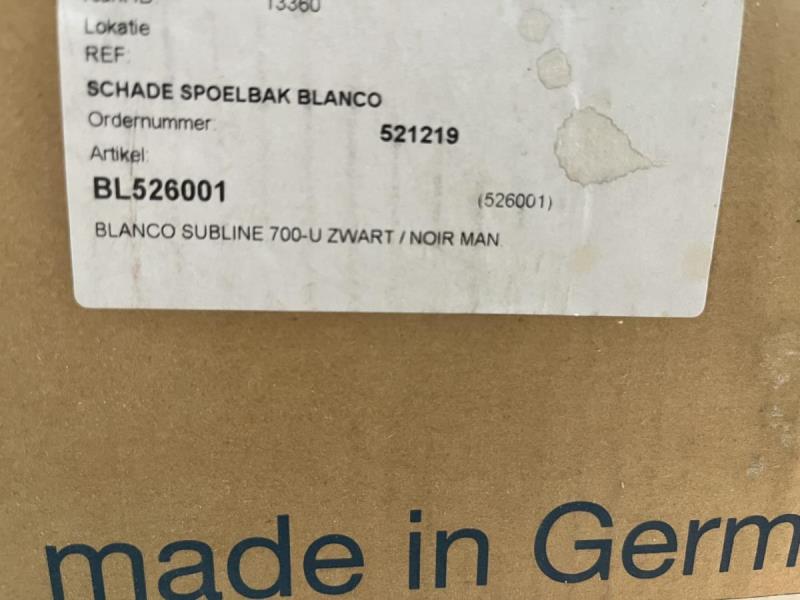 13360
Lokatie
REF:
SCHADE SPOELBAK BLANCO
Ordernummer: 521219
Artikel:
BL526001 (526001)
BLANCO SUBLINE 700-U ZWART / NOIR MAN.
made in Germ